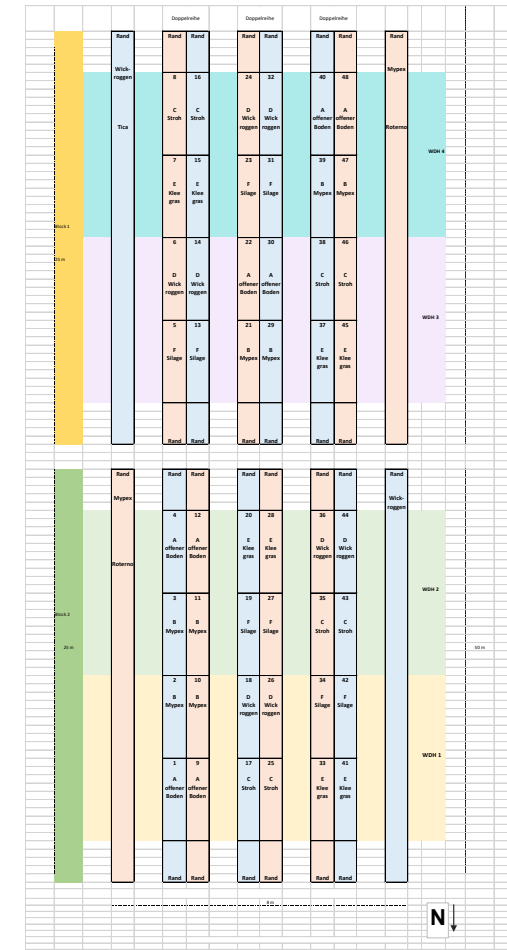 Doppelreihe Doppelreihe Doppelreihe
Rand Rand Rand Rand Rand Rand Rand Rand
Wick-
roggen
Mypex
8 16 24 32 40 48
C C D D A A
Stroh Stroh Wick Wick offener offener
roggen roggen Boden Boden
Tica Roterno
WDH 4
7 15 23 31 39 47
E E F F B B
Klee Klee Silage Silage Mypex Mypex
gras gras
Block 1
6 14 22 30 38 46
D D A A C C
Wick Wick offener offener Stroh Stroh
roggen roggen Boden Boden
25 m
WDH 3
5 13 21 29 37 45
F F B B E E
Silage Silage Mypex Mypex Klee Klee
gras gras
Rand Rand Rand Rand Rand Rand
Rand Rand Rand Rand Rand Rand Rand Rand
Mypex
Wick-
roggen
4 12 20 28 36 44
A A E E D D
offener offener Klee Klee Wick Wick
Boden Boden gras gras roggen roggen
Roterno
WDH 2
3 11 19 27 35 43
Block 2
B B F F C C
Mypex Mypex Silage Silage Stroh Stroh
25 m
50 m
2 10 18 26 34 42
B B D D F F
Mypex Mypex Wick Wick Silage Silage
roggen roggen
WDH 1
1 9 17 25 33 41
A A C C E E
offener offener Stroh Stroh Klee Klee
Boden Boden gras gras
Rand Rand Rand Rand Rand Rand
8 m
N